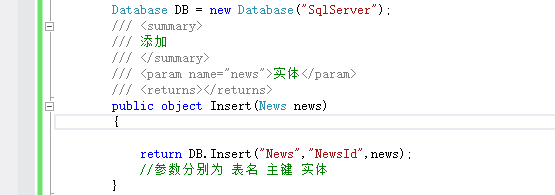 Database DB = new Database("SqlServer");
/// <summary>
/// 添加
/// </summary>
/// <param name="news">实体</param>
/// <returns></returns>
public object Insert(News news)
{
return DB.Insert("News","NewsId",news);
//参数分别为 表名 主键 实体
}